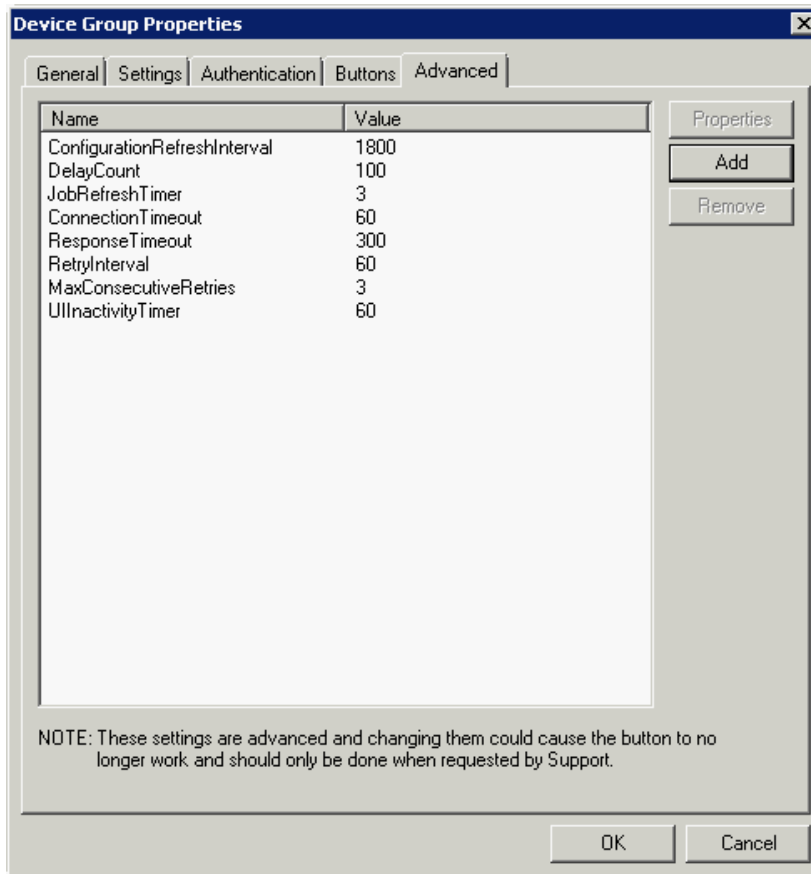 Device Group Properties
General Settings Authentication Buttons Advanced
Name Value
ConfigurationRefreshInterval 1800
DelayCount 100
JobRefreshTimer 3
ConnectionTimeout 60
ResponseTimeout 300
RetryInterval 60
MaxConsecutiveRetries 3
UIInactivityTimer 60
Properties
Add
Remove
NOTE: These settings are advanced and changing them could cause the button to no
longer work and should only be done when requested by Support.
OK Cancel